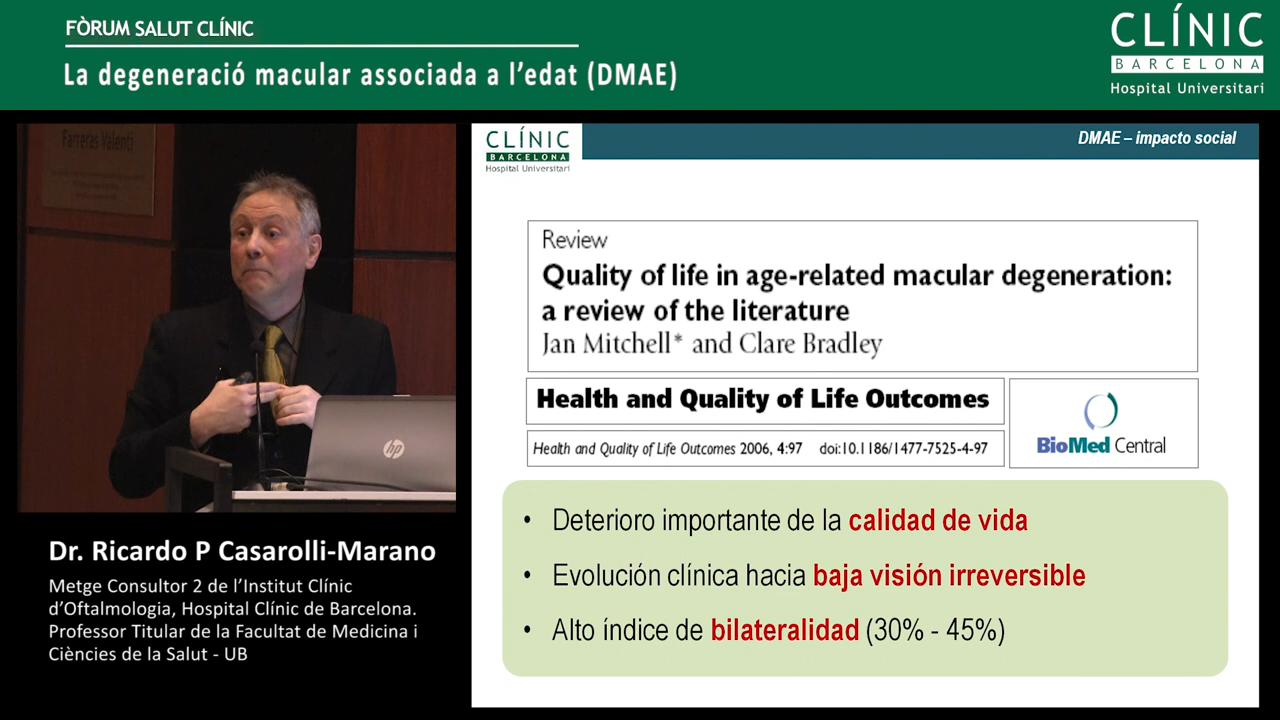 FÒRUM SALUT CLÍNIC
La degeneració macular associada a l'edat (DMAE)
CLÍNIC
BARCELONA
Hospital Universitari
Farreras Valentí
CLÍNIC
BARCELONA
Hospital Universitari
DMAE – impacto social
Review
Quality of life in age-related macular degeneration:
a review of the literature
Jan Mitchell* and Clare Bradley
Health and Quality of Life Outcomes
Health and Quality of Life Outcomes 2006, 4:97 doi:10.1186/1477-7525-4-97
BioMed Central
• Deterioro importante de la calidad de vida
• Evolución clínica hacia baja visión irreversible
• Alto índice de bilateralidad (30% - 45%)
hp
Dr. Ricardo P Casarolli-Marano
Metge Consultor 2 de l'Institut Clínic
d'Oftalmologia, Hospital Clínic de Barcelona.
Professor Titular de la Facultat de Medicina i
Ciències de la Salut - UB